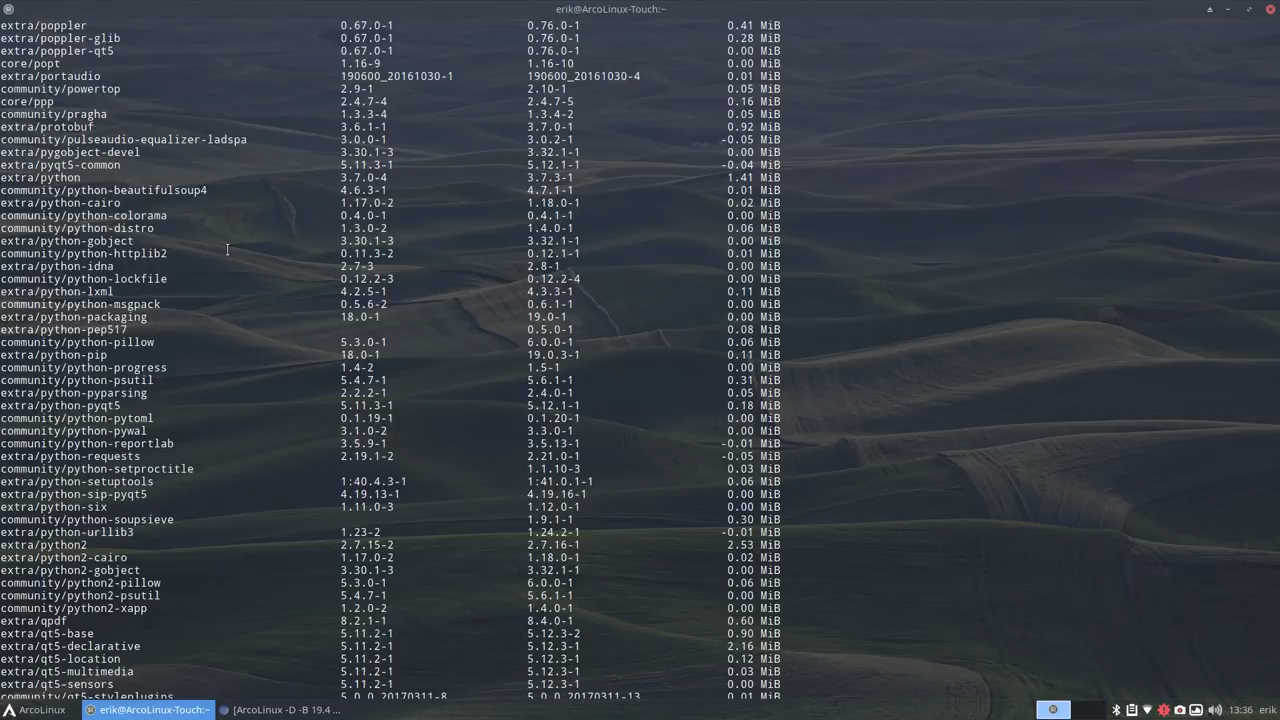 erik@ArcoLinux-Touch:~
extra/poppler 0.67.0-1 0.76.0-1 0.41 MiB
extra/poppler-glib 0.67.0-1 0.76.0-1 0.28 MiB
extra/poppler-qt5 0.67.0-1 0.76.0-1 0.00 MiB
core/popt 1.16-9 1.16-10 0.00 MiB
extra/portaudio 190600_20161030-1 190600_20161030-4 0.01 MiB
community/powertop 2.9-1 2.10-1 0.05 MiB
core/ppp 2.4.7-4 2.4.7-5 0.16 MiB
community/pragha 1.3.3-4 1.3.4-2 0.05 MiB
extra/protobuf 3.6.1-1 3.7.0-1 0.92 MiB
community/pulseaudio-equalizer-ladspa 3.0.0-1 3.0.2-1 -0.05 MiB
extra/pygobject-devel 3.30.1-3 3.32.1-1 0.00 MiB
extra/pyqt5-common 5.11.3-1 5.12.1-1 -0.04 MiB
extra/python 3.7.0-4 3.7.3-1 1.41 MiB
community/python-beautifulsoup4 4.6.3-1 4.7.1-1 0.01 MiB
extra/python-cairo 1.17.0-2 1.18.0-1 0.02 MiB
community/python-colorama 0.4.0-1 0.4.1-1 0.00 MiB
community/python-distro 1.3.0-2 1.4.0-1 0.06 MiB
extra/python-gobject 3.30.1-3 3.32.1-1 0.00 MiB
community/python-httplib2 0.11.3-2 0.12.1-1 0.01 MiB
extra/python-idna 2.7-3 2.8-1 0.00 MiB
community/python-lockfile 0.12.2-3 0.12.2-4 0.00 MiB
extra/python-lxml 4.2.5-1 4.3.3-1 0.11 MiB
community/python-msgpack 0.5.6-2 0.6.1-1 0.00 MiB
extra/python-packaging 18.0-1 19.0-1 0.00 MiB
extra/python-pep517 0.5.0-1 0.08 MiB
community/python-pillow 5.3.0-1 6.0.0-1 0.06 MiB
extra/python-pip 18.0-1 19.0.3-1 0.11 MiB
community/python-progress 1.4-2 1.5-1 0.00 MiB
community/python-psutil 5.4.7-1 5.6.1-1 0.31 MiB
extra/python-pyparsing 2.2.2-1 2.4.0-1 0.05 MiB
extra/python-pyqt5 5.11.3-1 5.12.1-1 0.18 MiB
community/python-pytoml 0.1.19-1 0.1.20-1 0.00 MiB
community/python-pywal 3.1.0-2 3.3.0-1 0.00 MiB
community/python-reportlab 3.5.9-1 3.5.13-1 -0.01 MiB
extra/python-requests 2.19.1-2 2.21.0-1 -0.05 MiB
community/python-setproctitle 1.1.10-3 0.03 MiB
extra/python-setuptools 1:40.4.3-1 1:41.0.1-1 0.06 MiB
extra/python-sip-pyqt5 4.19.13-1 4.19.16-1 0.00 MiB
extra/python-six 1.11.0-3 1.12.0-1 0.00 MiB
community/python-soupsieve 1.9.1-1 0.30 MiB
extra/python-urllib3 1.23-2 1.24.2-1 -0.01 MiB
extra/python2 2.7.15-2 2.7.16-1 2.53 MiB
extra/python2-cairo 1.17.0-2 1.18.0-1 0.02 MiB
extra/python2-gobject 3.30.1-3 3.32.1-1 0.00 MiB
community/python2-pillow 5.3.0-1 6.0.0-1 0.06 MiB
community/python2-psutil 5.4.7-1 5.6.1-1 0.00 MiB
community/python2-xapp 1.2.0-2 1.4.0-1 0.00 MiB
extra/qpdf 8.2.1-1 8.4.0-1 0.60 MiB
extra/qt5-base 5.11.2-1 5.12.3-2 0.90 MiB
extra/qt5-declarative 5.11.2-1 5.12.3-1 2.16 MiB
extra/qt5-location 5.11.2-1 5.12.3-1 0.12 MiB
extra/qt5-multimedia 5.11.2-1 5.12.3-1 0.03 MiB
extra/qt5-sensors 5.11.2-1 5.12.3-1 0.00 MiB
community/qt5-styleplugins 5.0.0.20170311-8 5.0.0.20170311-13 0.01 MiB
ArcoLinux erik@ArcoLinux-Touch:~ [ArcoLinux -D -B 19.4 ... 13:36 erik